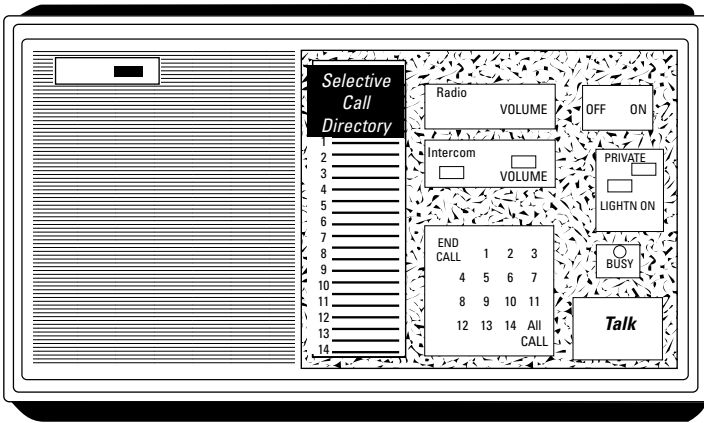 Selective
Call
Directory
1
2
3
4
5
6
7
8
9
10
11
12
13
14
Radio
VOLUME
OFF ON
Intercom
VOLUME
PRIVATE
LIGHTN ON
END
CALL 1 2 3
4 5 6 7
8 9 10 11
12 13 14 All
CALL
BUSY
Talk